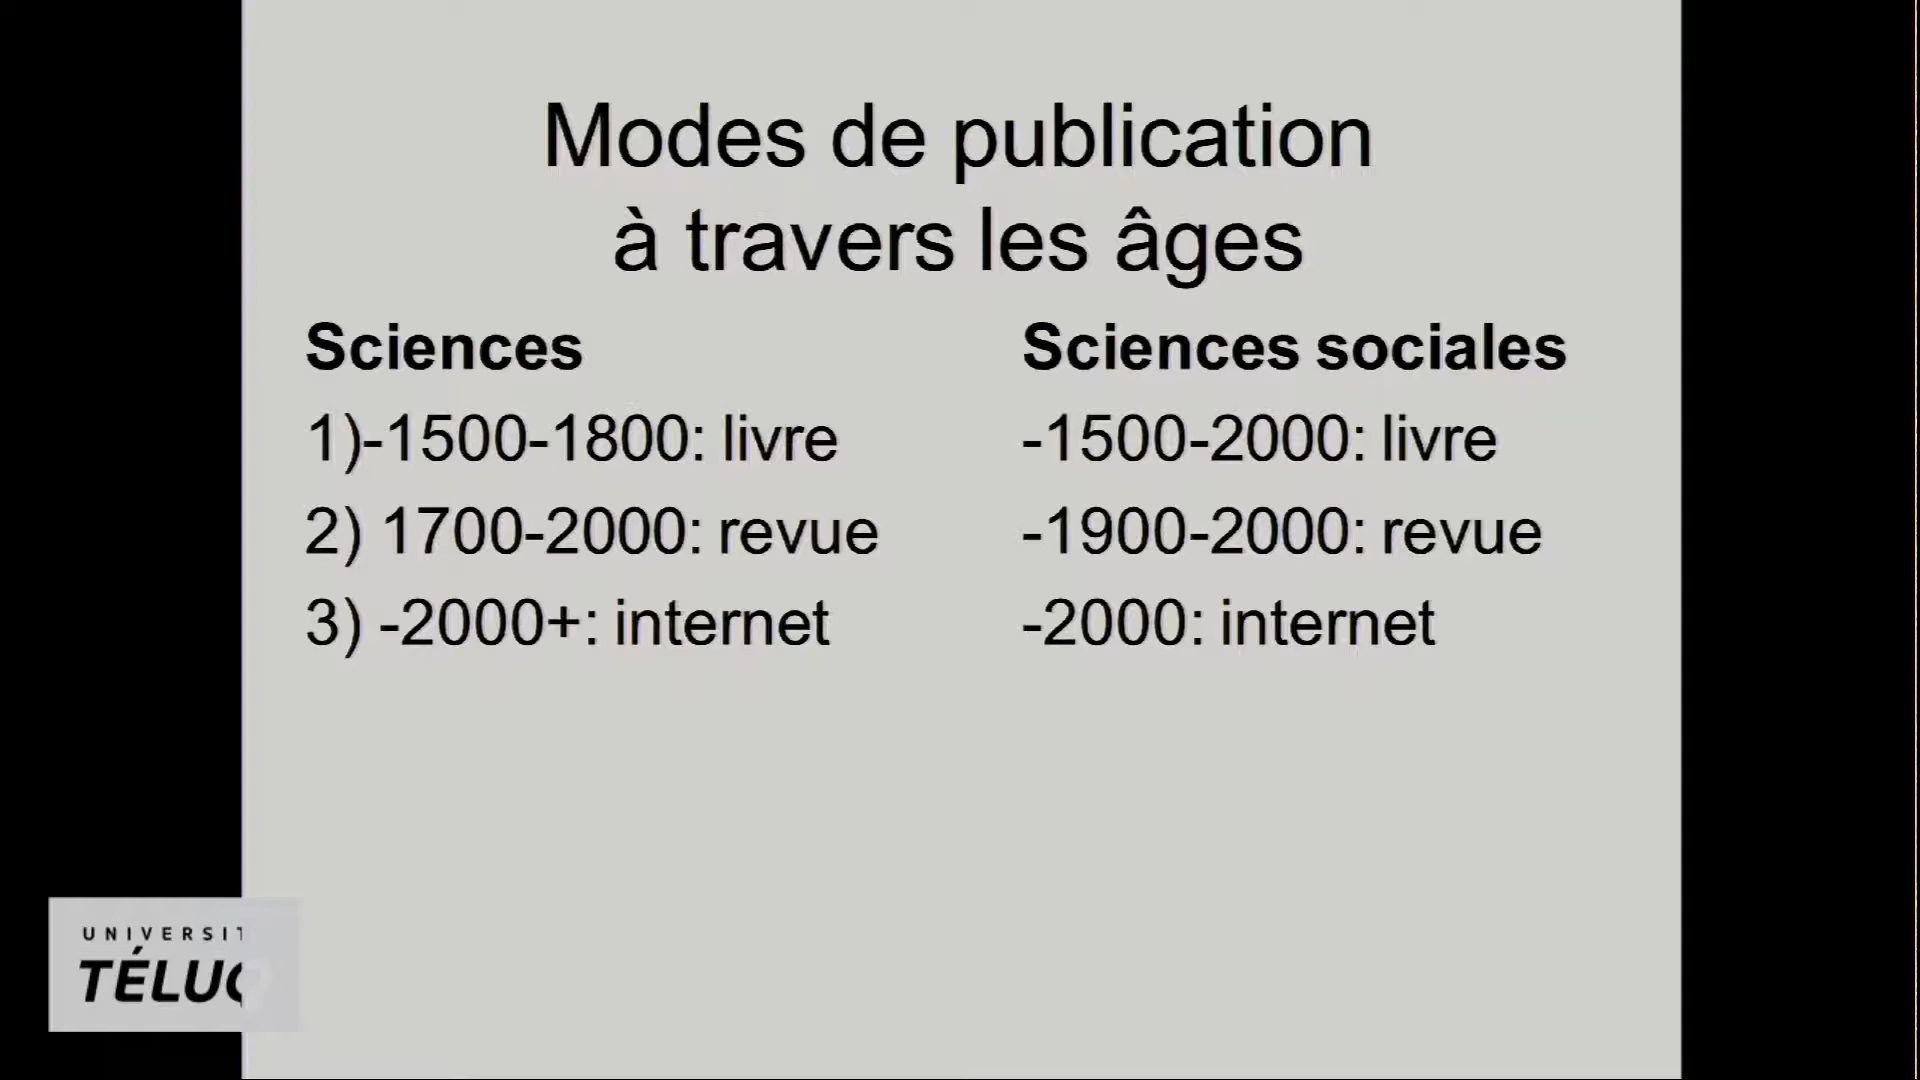 Modes de publication
à travers les âges
Sciences
1)-1500-1800: livre
2) 1700-2000: revue
3) -2000+: internet
Sciences sociales
-1500-2000: livre
-1900-2000: revue
-2000: internet
UNIVERSIT
TÉLUQ